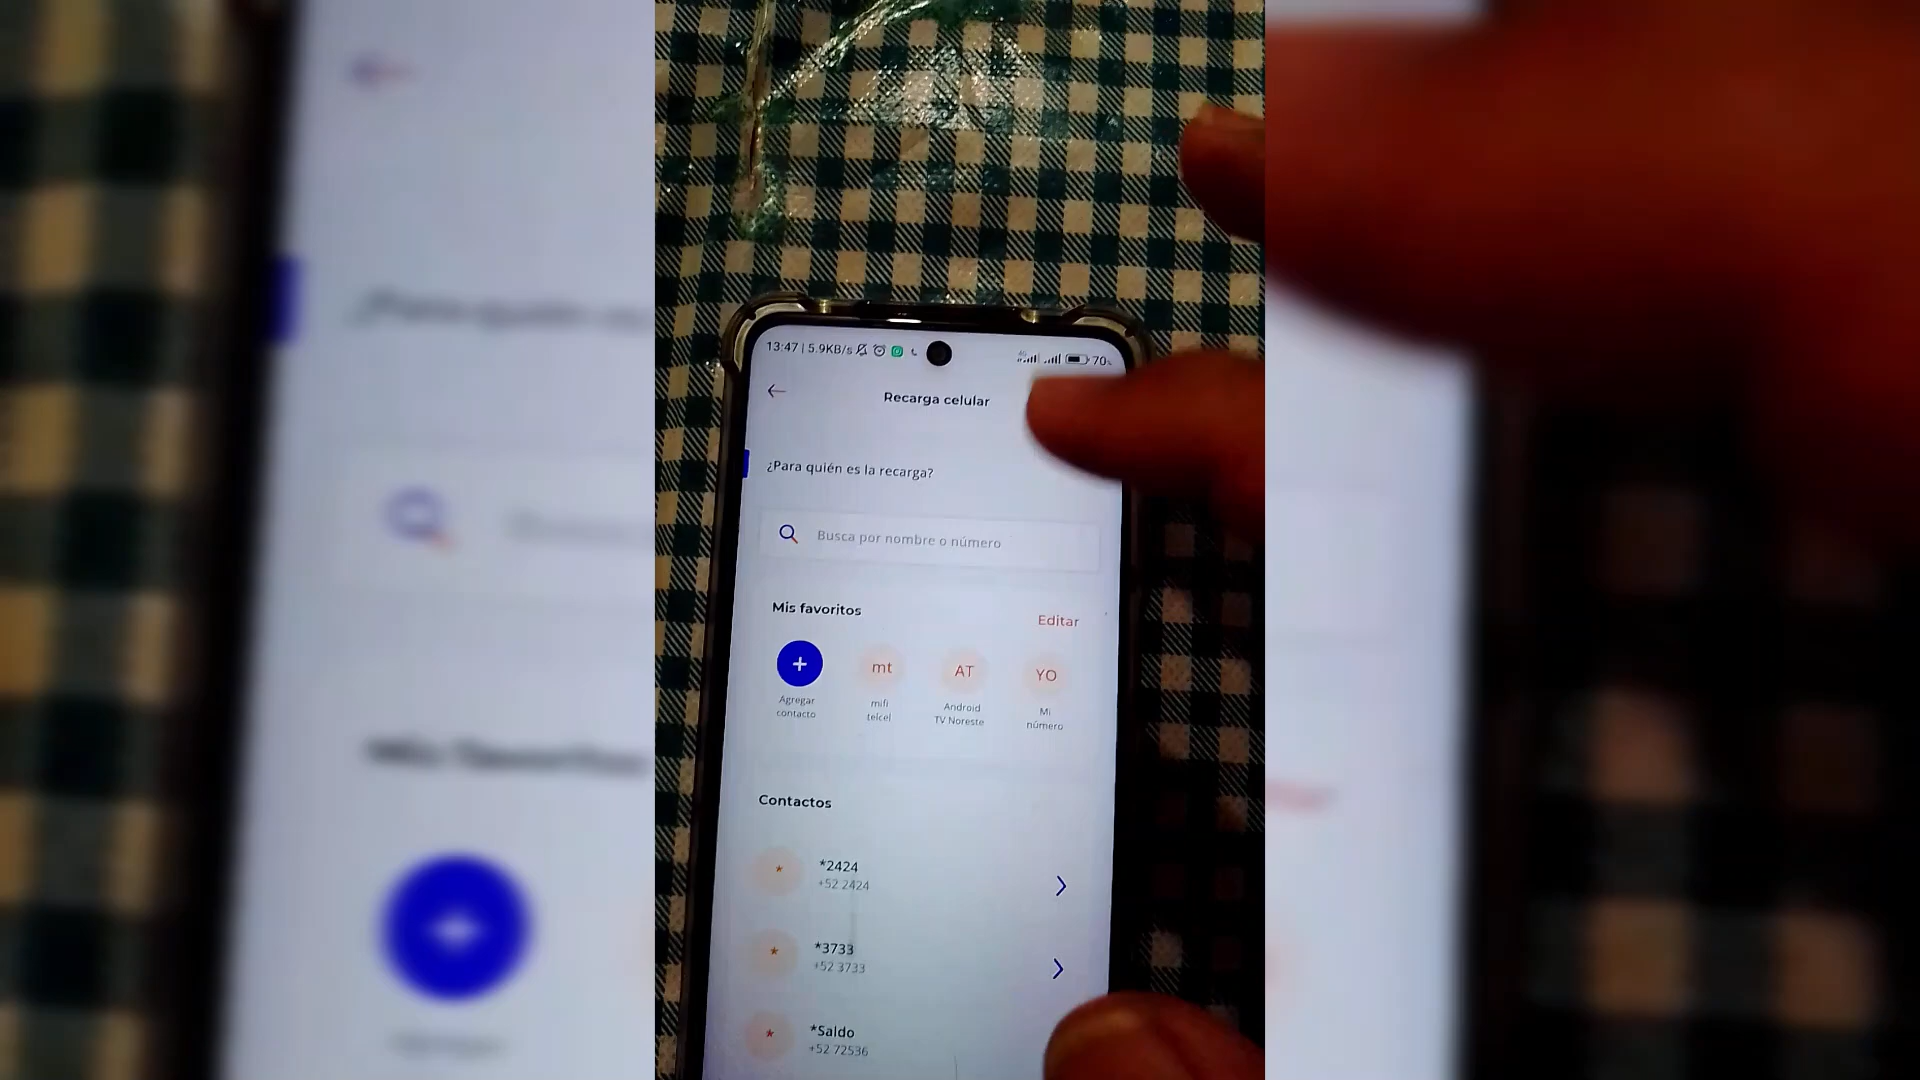 13:47 | 5.9KB/s
4G
70%
Recarga celular
¿Para quién es la recarga?
Busca por nombre o número
Mis favoritos
Editar
+
mt
AT
YO
Agregar
contacto
mifi
telcel
Android
TV Noreste
Mi
número
Contactos
*
*2424
+52 2424
*
*3733
+52 3733
*
*Saldo
+52 72536